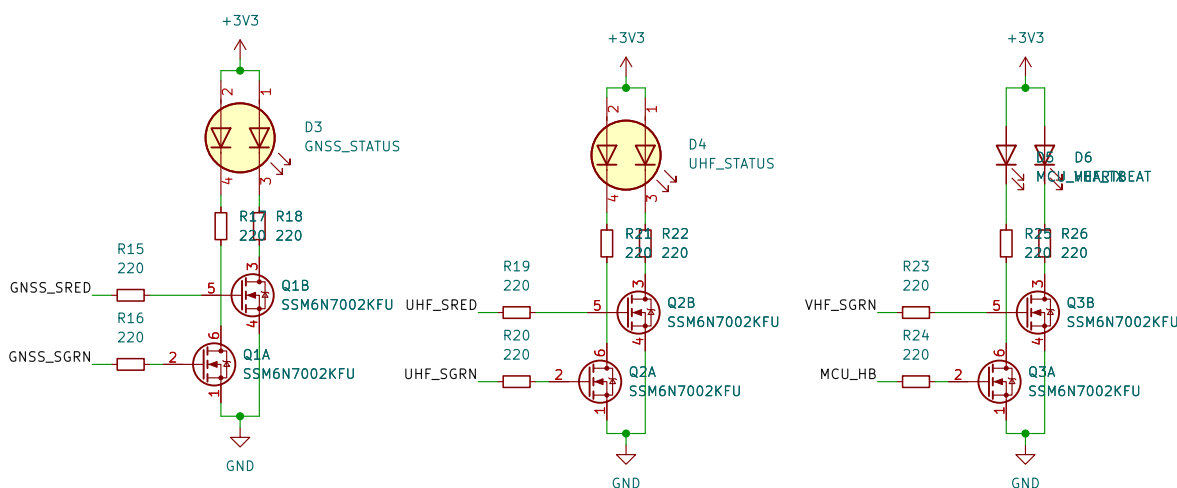 +3V3
2
1
D3
GNSS_STATUS
4
3
R17
220
R18
220
R15
220
GNSS_SRED
5
3
Q1B
SSM6N7002KFU
4
R16
220
GNSS_SGRN
2
6
Q1A
SSM6N7002KFU
1
GND
+3V3
2
1
D4
UHF_STATUS
4
3
R21
220
R22
220
R19
220
UHF_SRED
5
3
Q2B
SSM6N7002KFU
4
R20
220
UHF_SGRN
2
6
Q2A
SSM6N7002KFU
1
GND
+3V3
D5
D6
R25
220
R26
220
R23
220
VHF_SGRN
5
3
Q3B
SSM6N7002KFU
4
R24
220
MCU_HB
2
6
Q3A
SSM6N7002KFU
1
GND